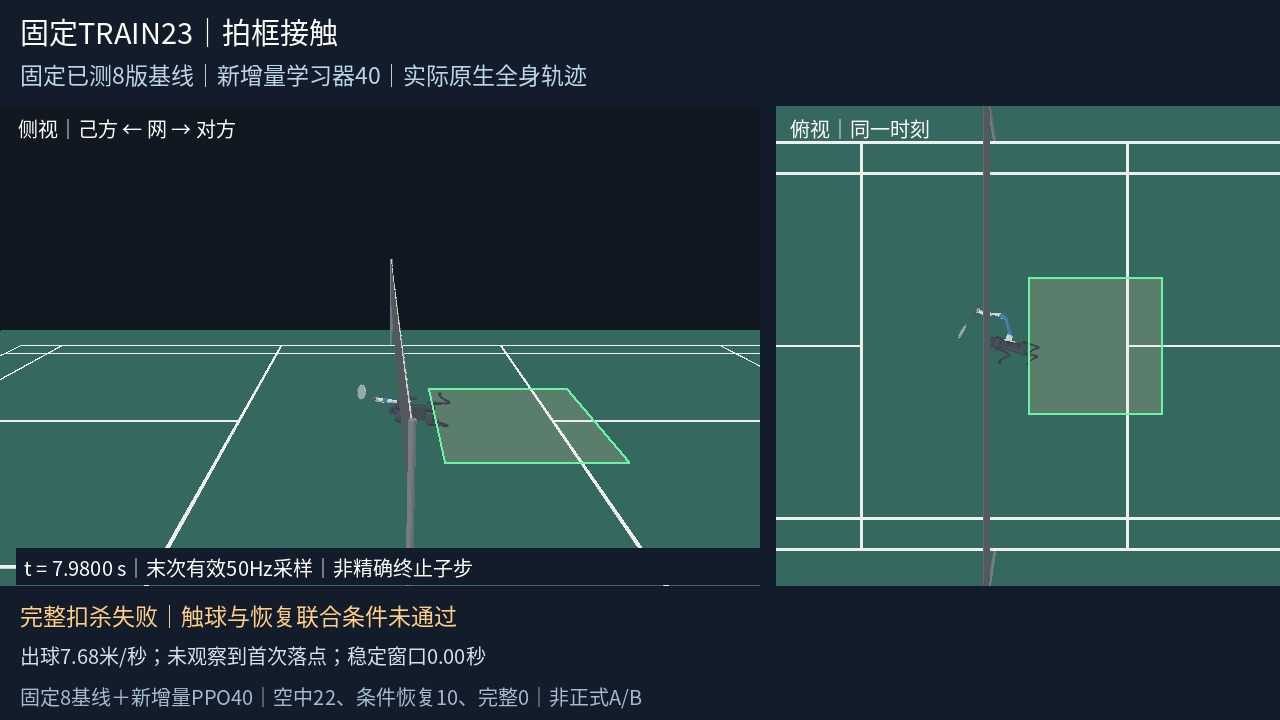 固定TRAIN23｜拍框接触
固定已测8版基线｜新增量学习器40｜实际原生全身轨迹
侧视｜己方 ← 网 → 对方
俯视｜同一时刻
t = 7.9800 s｜末次有效50Hz采样｜非精确终止子步
完整扣杀失败｜触球与恢复联合条件未通过
出球7.68米/秒；未观察到首次落点；稳定窗口0.00秒
固定8基线＋新增量PPO40｜空中22、条件恢复10、完整0｜非正式A/B